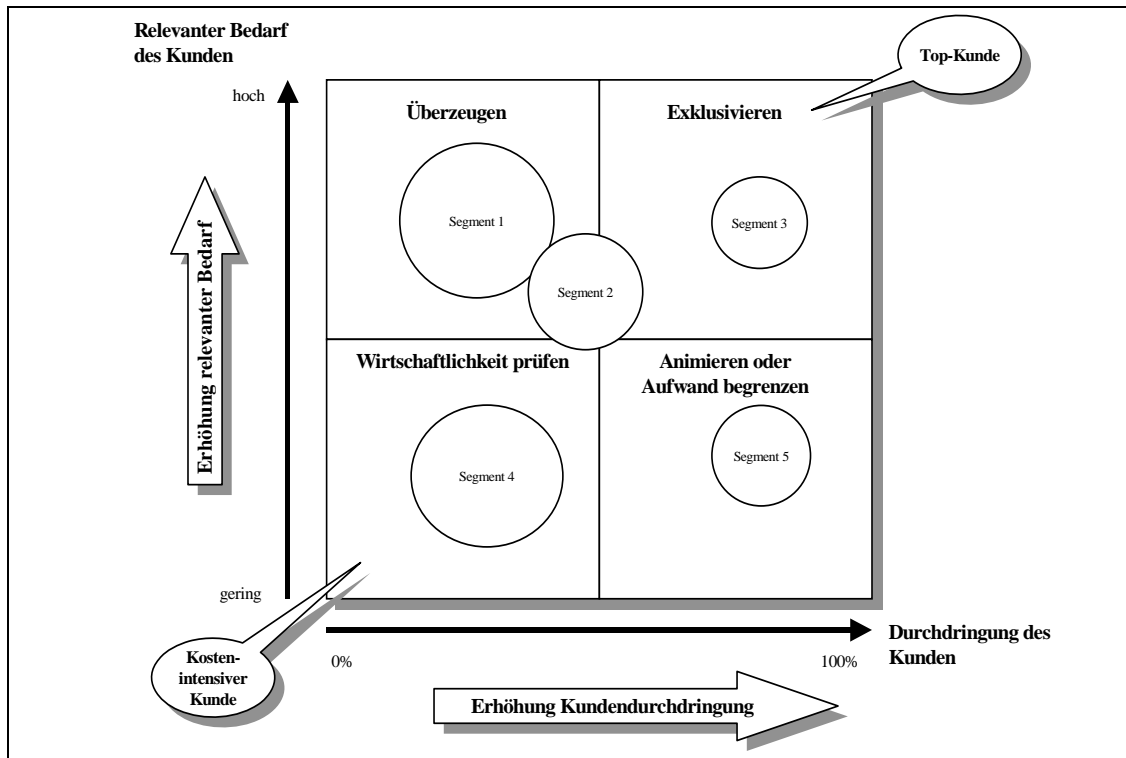 Relevanter Bedarf
des Kunden
Top-Kunde
hoch
Überzeugen
Exklusivieren
Segment 1
Segment 3
Segment 2
Erhöhung relevanter Bedarf
Wirtschaftlichkeit prüfen
Animieren oder
Aufwand begrenzen
Segment 4
Segment 5
gering
Kosten-
intensiver
Kunde
0%
100%
Durchdringung des
Kunden
Erhöhung Kundendurchdringung